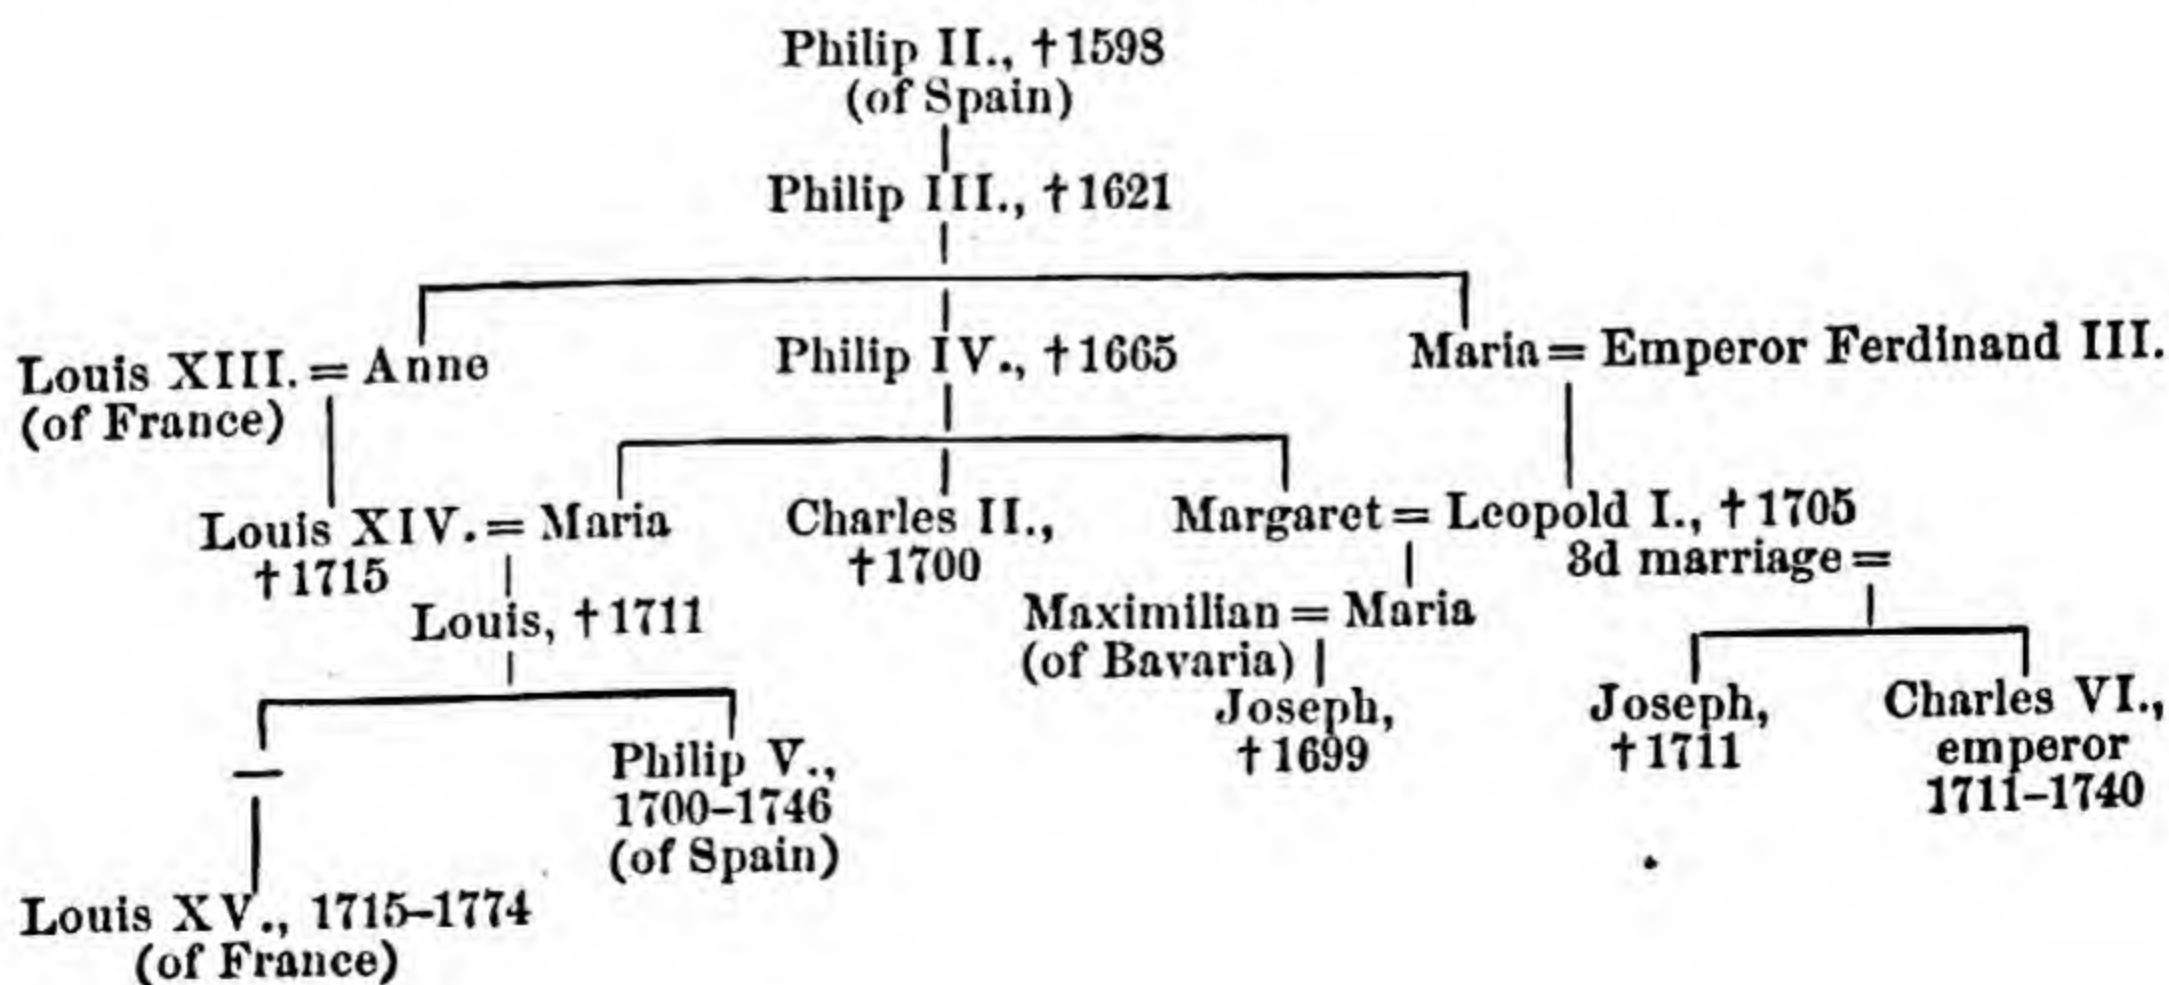 Philip II., †1598
(of Spain)
Philip III., †1621
Louis XIII. = Anne
(of France)
Philip IV., †1665
Maria = Emperor Ferdinand III.
Louis XIV. = Maria
†1715
Charles II.,
†1700
Margaret = Leopold I., †1705
3d marriage =
Louis, †1711
Maximilian = Maria
(of Bavaria)
Joseph,
†1699
Joseph,
†1711
Charles VI.,
emperor
1711–1740
—
Philip V.,
1700–1746
(of Spain)
Louis XV., 1715–1774
(of France)